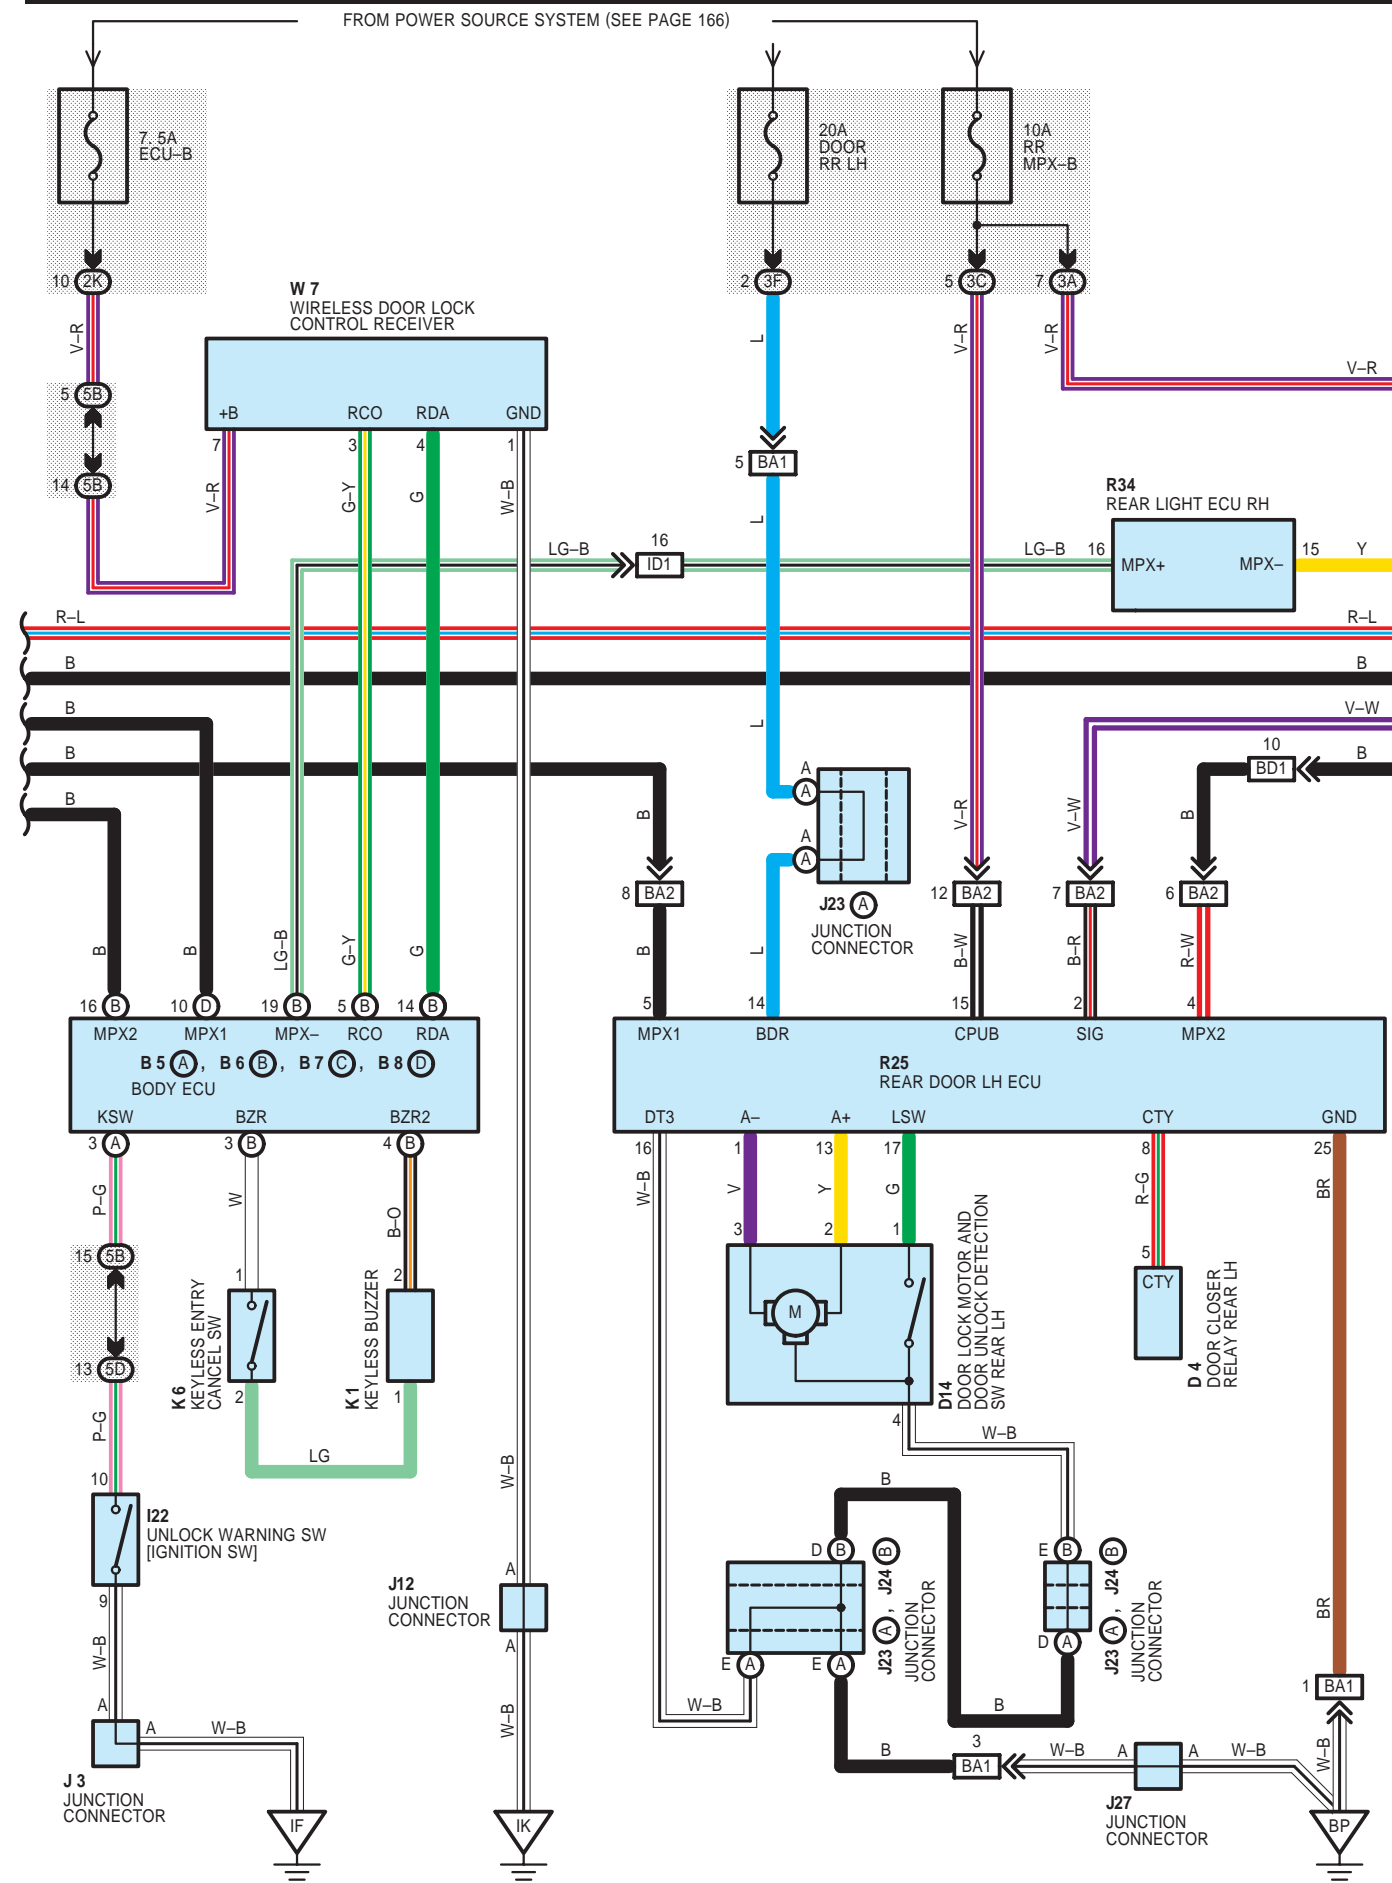 FROM POWER SOURCE SYSTEM (SEE PAGE 166)
7. 5A
ECU–B
20A
DOOR
RR LH
10A
RR
MPX–B
10 2K
2 3F
5 3C
7 3A
W 7
WIRELESS DOOR LOCK
CONTROL RECEIVER
V–R
L
V–R
V–R
V–R
5 5B
+B
RCO
RDA
GND
7
3
4
1
5 BA1
14 5B
V–R
G–Y
G
W–B
L
R34
REAR LIGHT ECU RH
LG–B
16
ID1
LG–B
16
MPX+
MPX–
15
Y
R–L
R–L
B
B
B
L
V–W
B
10
BD1
B
B
A
A
A
A
B
V–R
V–W
B
8 BA2
J23 A
JUNCTION
CONNECTOR
12 BA2
7 BA2
6 BA2
B
B
LG–B
G–Y
G
B
L
B–W
B–R
R–W
16 B
10 D
19 B
5 B
14 B
5
14
15
2
4
MPX2
MPX1
MPX–
RCO
RDA
MPX1
BDR
CPUB
SIG
MPX2
B 5 A , B 6 B , B 7 C , B 8 D
BODY ECU
R25
REAR DOOR LH ECU
KSW
BZR
BZR2
DT3
A–
A+
LSW
CTY
GND
3 A
3 B
4 B
16
1
13
17
8
25
P–G
W
B–O
W–B
V
Y
G
R–G
BR
3
2
1
5
15 5B
1
2
CTY
M
K 6
KEYLESS ENTRY
CANCEL SW
K 1
KEYLESS BUZZER
D14
DOOR LOCK MOTOR AND
DOOR UNLOCK DETECTION
SW REAR LH
D 4
DOOR CLOSER
RELAY REAR LH
13 5D
2
1
4
P–G
LG
W–B
W–B
10
B
I22
UNLOCK WARNING SW
[IGNITION SW]
D B
E B
J23 A , J24 B
JUNCTION
CONNECTOR
J23 A , J24 B
JUNCTION
CONNECTOR
A
J12
JUNCTION
CONNECTOR
9
A
BR
W–B
D A
E A
E A
1 BA1
A
A
W–B
W–B
W–B
B
B
3
BA1
W–B
A
A
W–B
W–B
J 3
JUNCTION
CONNECTOR
J27
JUNCTION
CONNECTOR
IF
IK
BP